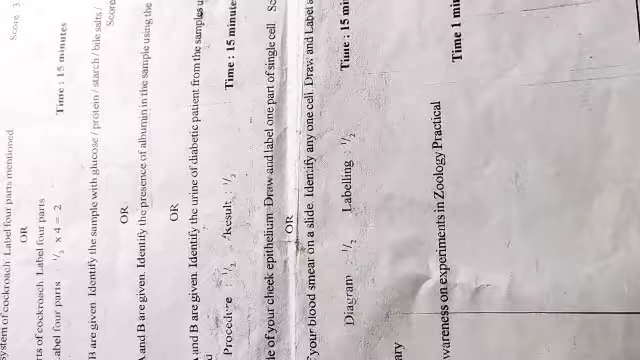 Score 3
system of cockroach. Label four parts mentioned.
OR
rts of cockroach. Label four parts
Label four parts : 1/2 x 4 = 2 Time : 15 minutes
B are given. Identify the sample with glucose / protein / starch / bile salts /
Score
OR
and B are given. Identify the presence of albumin in the sample using the
OR
and B are given. Identify the urine of diabetic patient from the samples u
Procedure : 1/2 Result : 1/2 Time : 15 minute
le of your cheek epithelium. Draw and label one part of single cell. Sc
OR
your blood smear on a slide. Identify any one cell. Draw and Label a
Diagram : 1/2 Labelling : 1/2 Time : 15 min
ary
wareness on experiments in Zoology Practical
Time 1 min